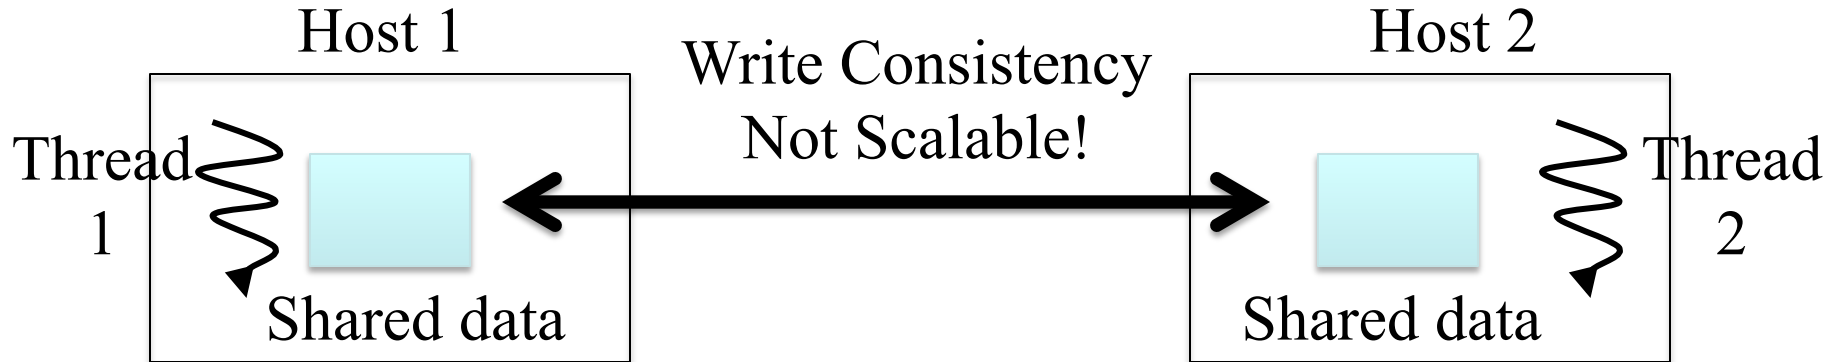 Host 1
Write Consistency
Not Scalable!
Host 2
Thread
1
Shared data
Thread
2
Shared data